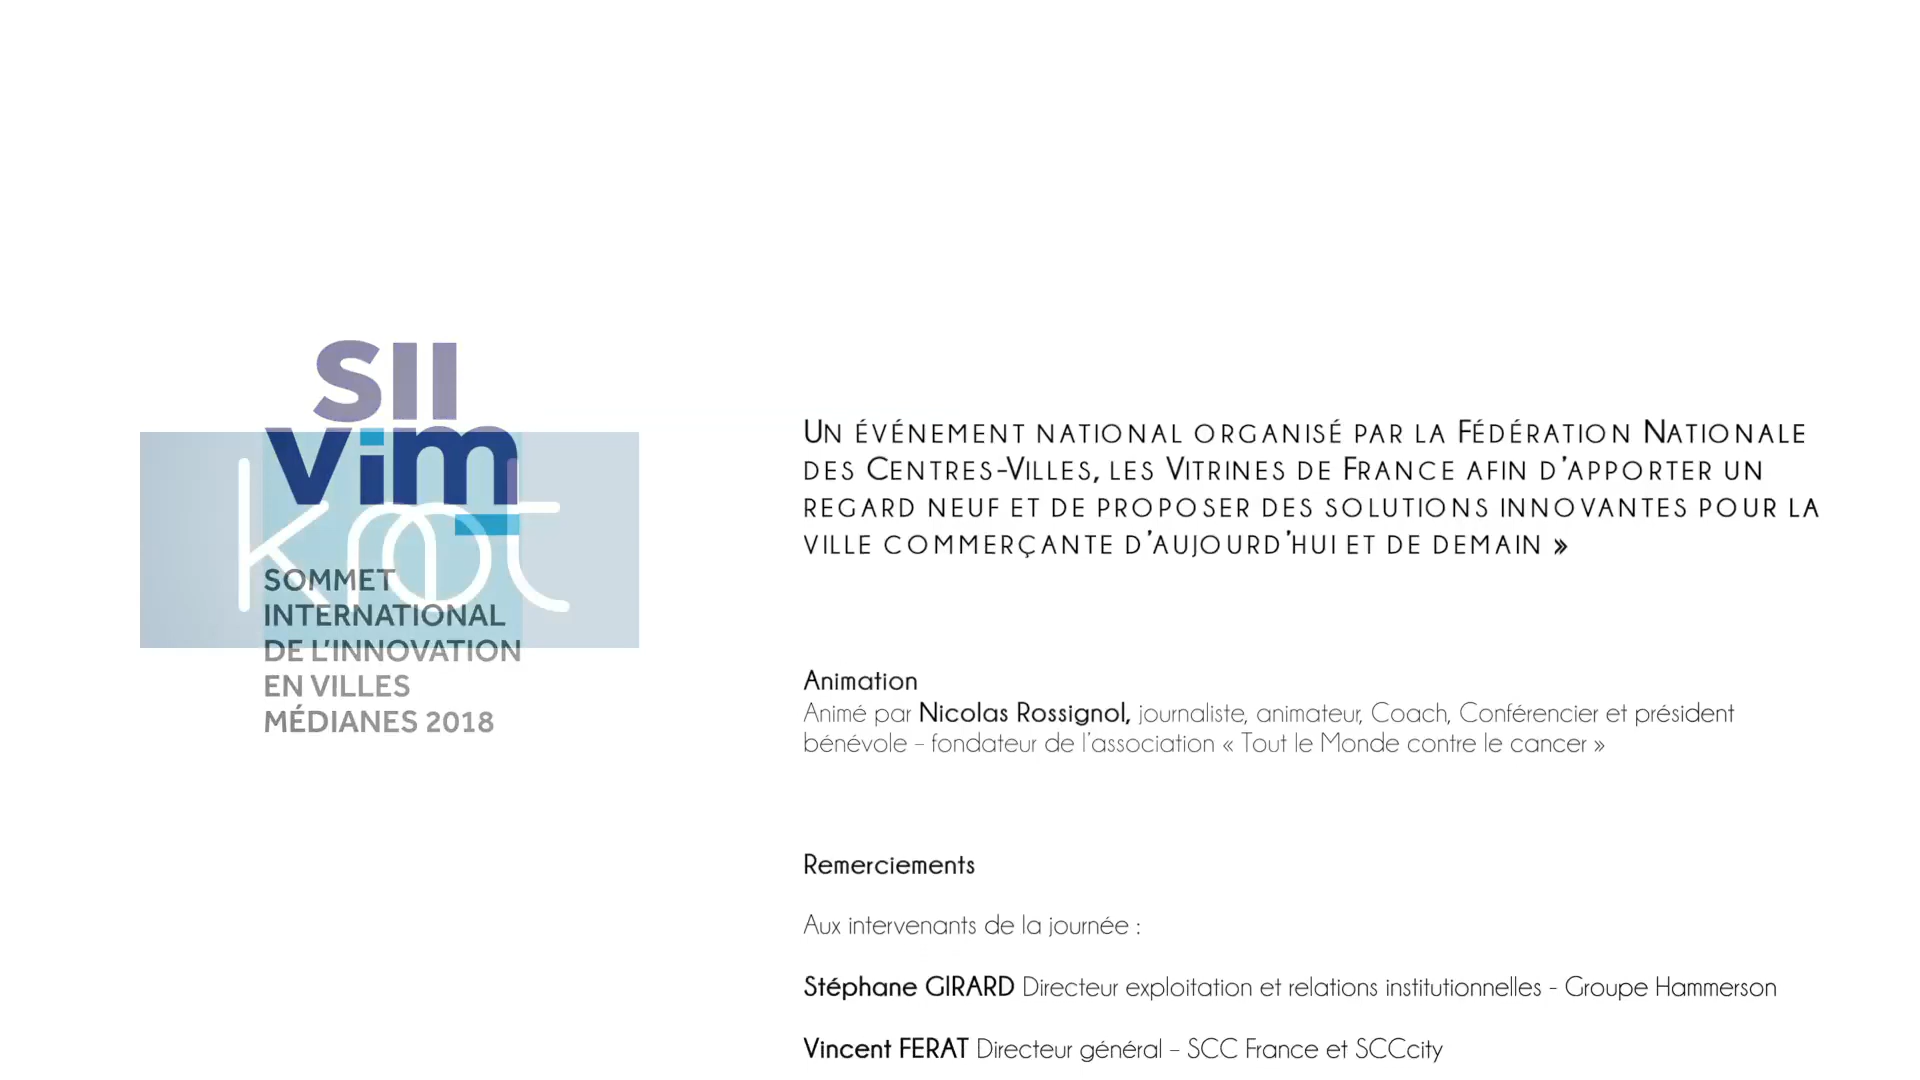 SII
vim
knot
SOMMET
INTERNATIONAL
DE L'INNOVATION
EN VILLES
MÉDIANES 2018
UN ÉVÉNEMENT NATIONAL ORGANISÉ PAR LA FÉDÉRATION NATIONALE
DES CENTRES-VILLES, LES VITRINES DE FRANCE AFIN D'APPORTER UN
REGARD NEUF ET DE PROPOSER DES SOLUTIONS INNOVANTES POUR LA
VILLE COMMERÇANTE D'AUJOURD'HUI ET DE DEMAIN »
Animation
Animé par Nicolas Rossignol, journaliste, animateur, Coach, Conférencier et président
bénévole – fondateur de l'association « Tout le Monde contre le cancer »
Remerciements
Aux intervenants de la journée :
Stéphane GIRARD Directeur exploitation et relations institutionnelles - Groupe Hammerson
Vincent FERAT Directeur général – SCC France et SCCcity